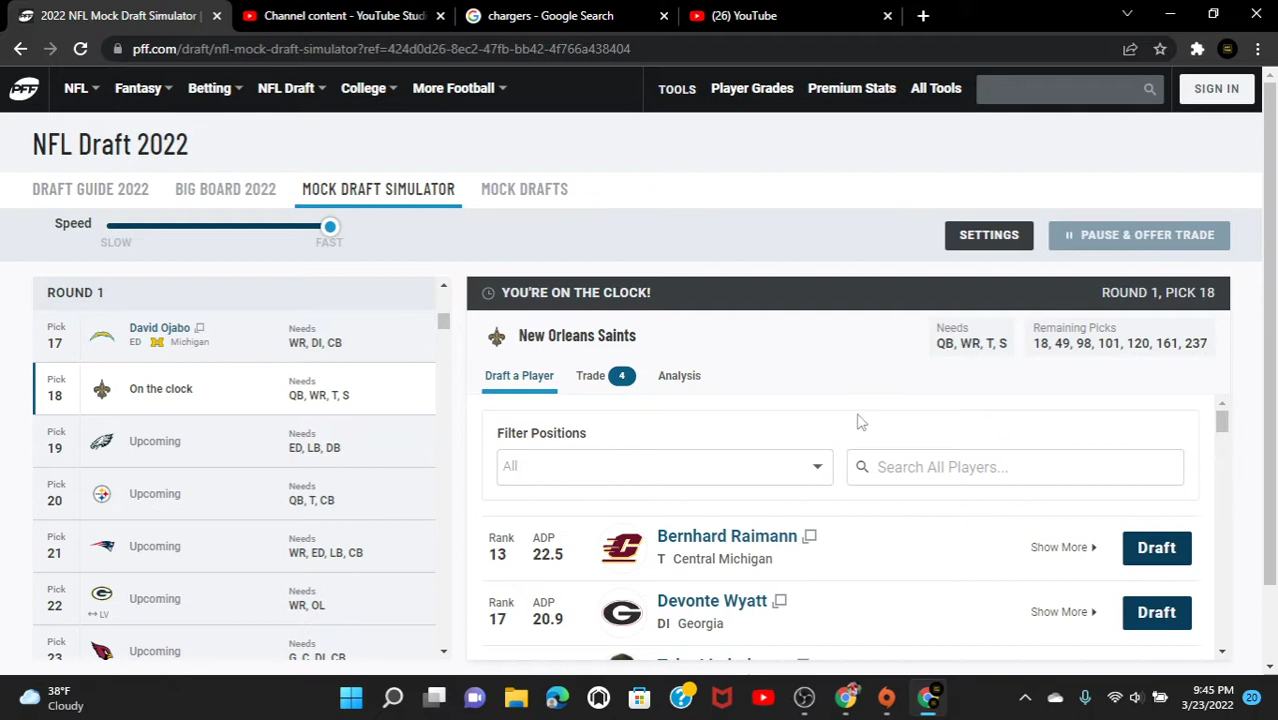 2022 NFL Mock Draft Simulator |
Channel content - YouTube Stud
chargers - Google Search
(26) YouTube
pff.com/draft/nfl-mock-draft-simulator?ref=424d0d26-8ec2-47fb-bb42-4f766a438404
PFF NFL Fantasy Betting NFL Draft College More Football TOOLS Player Grades Premium Stats All Tools SIGN IN
NFL Draft 2022
DRAFT GUIDE 2022 BIG BOARD 2022 MOCK DRAFT SIMULATOR MOCK DRAFTS
Speed
SLOW FAST
SETTINGS PAUSE & OFFER TRADE
ROUND 1
Pick 17 David Ojabo ED Michigan Needs WR, DI, CB
Pick 18 On the clock Needs QB, WR, T, S
Pick 19 Upcoming Needs ED, LB, DB
Pick 20 Upcoming Needs QB, T, CB
Pick 21 Upcoming Needs WR, ED, LB, CB
Pick 22 LV Upcoming Needs WR, OL
Pick 23 Upcoming Needs G, C, DI, CB
YOU'RE ON THE CLOCK! ROUND 1, PICK 18
New Orleans Saints
Needs QB, WR, T, S
Remaining Picks 18, 49, 98, 101, 120, 161, 237
Draft a Player Trade 4 Analysis
Filter Positions
All
Search All Players...
Rank 13 ADP 22.5 Bernhard Raimann T Central Michigan Show More Draft
Rank 17 ADP 20.9 Devonte Wyatt DI Georgia Show More Draft
38°F
Cloudy
9:45 PM
3/23/2022
20